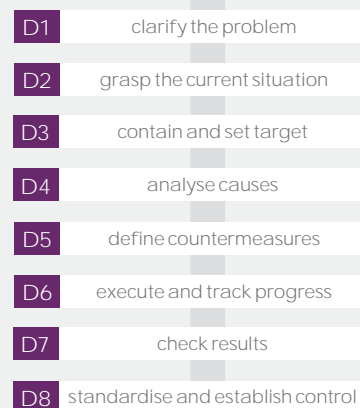 D1 clarify the problem
D2 grasp the current situation
D3 contain and set target
D4 analyse causes
D5 define countermeasures
D6 execute and track progress
D7 check results
D8 standardise and establish control